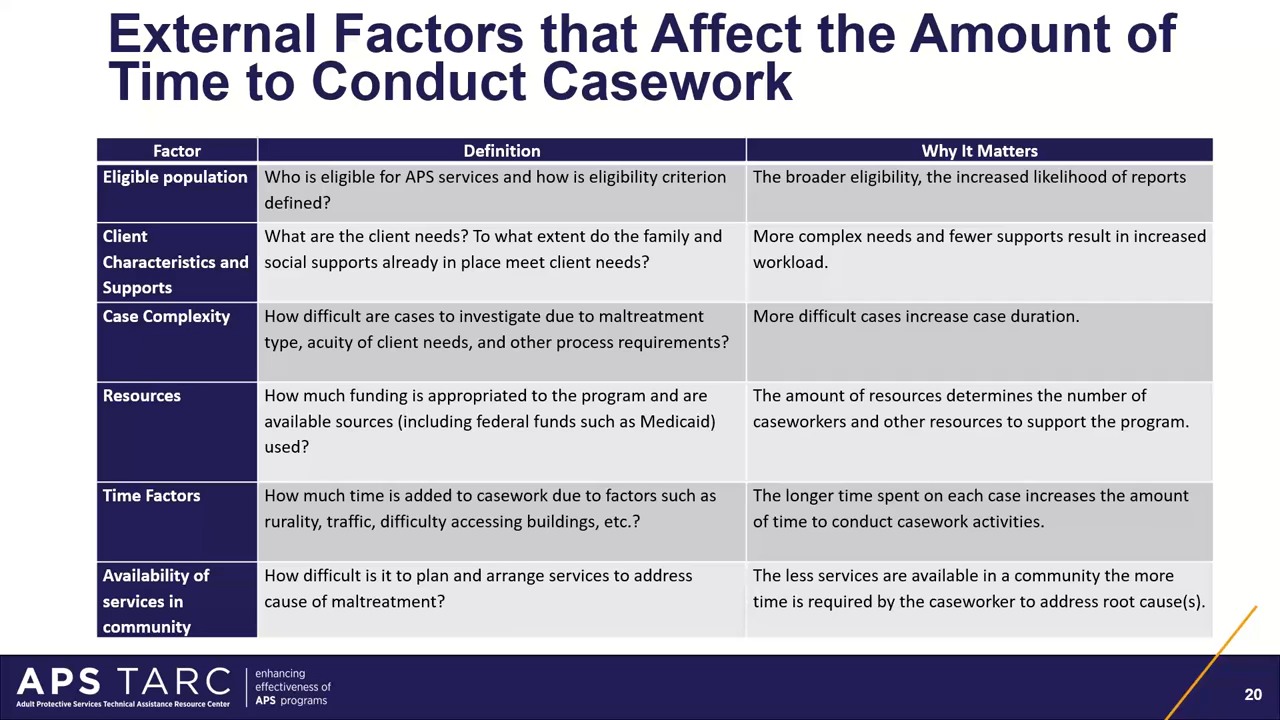 External Factors that Affect the Amount of
Time to Conduct Casework
Factor
Definition
Why It Matters
Eligible population
Who is eligible for APS services and how is eligibility criterion
defined?
The broader eligibility, the increased likelihood of reports
Client
Characteristics and
Supports
What are the client needs? To what extent do the family and
social supports already in place meet client needs?
More complex needs and fewer supports result in increased
workload.
Case Complexity
How difficult are cases to investigate due to maltreatment
type, acuity of client needs, and other process requirements?
More difficult cases increase case duration.
Resources
How much funding is appropriated to the program and are
available sources (including federal funds such as Medicaid)
used?
The amount of resources determines the number of
caseworkers and other resources to support the program.
Time Factors
How much time is added to casework due to factors such as
rurality, traffic, difficulty accessing buildings, etc.?
The longer time spent on each case increases the amount
of time to conduct casework activities.
Availability of
services in
community
How difficult is it to plan and arrange services to address
cause of maltreatment?
The less services are available in a community the more
time is required by the caseworker to address root cause(s).
APS TARC
Adult Protective Services Technical Assistance Resource Center
enhancing
effectiveness of
APS programs
20